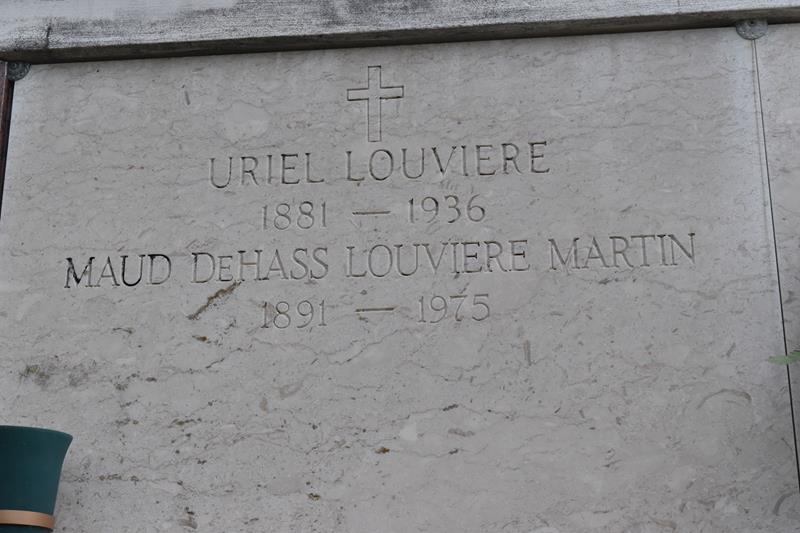 URIEL LOUVIERE
1881 — 1936
MAUD DEHASS LOUVIERE MARTIN
1891 — 1975